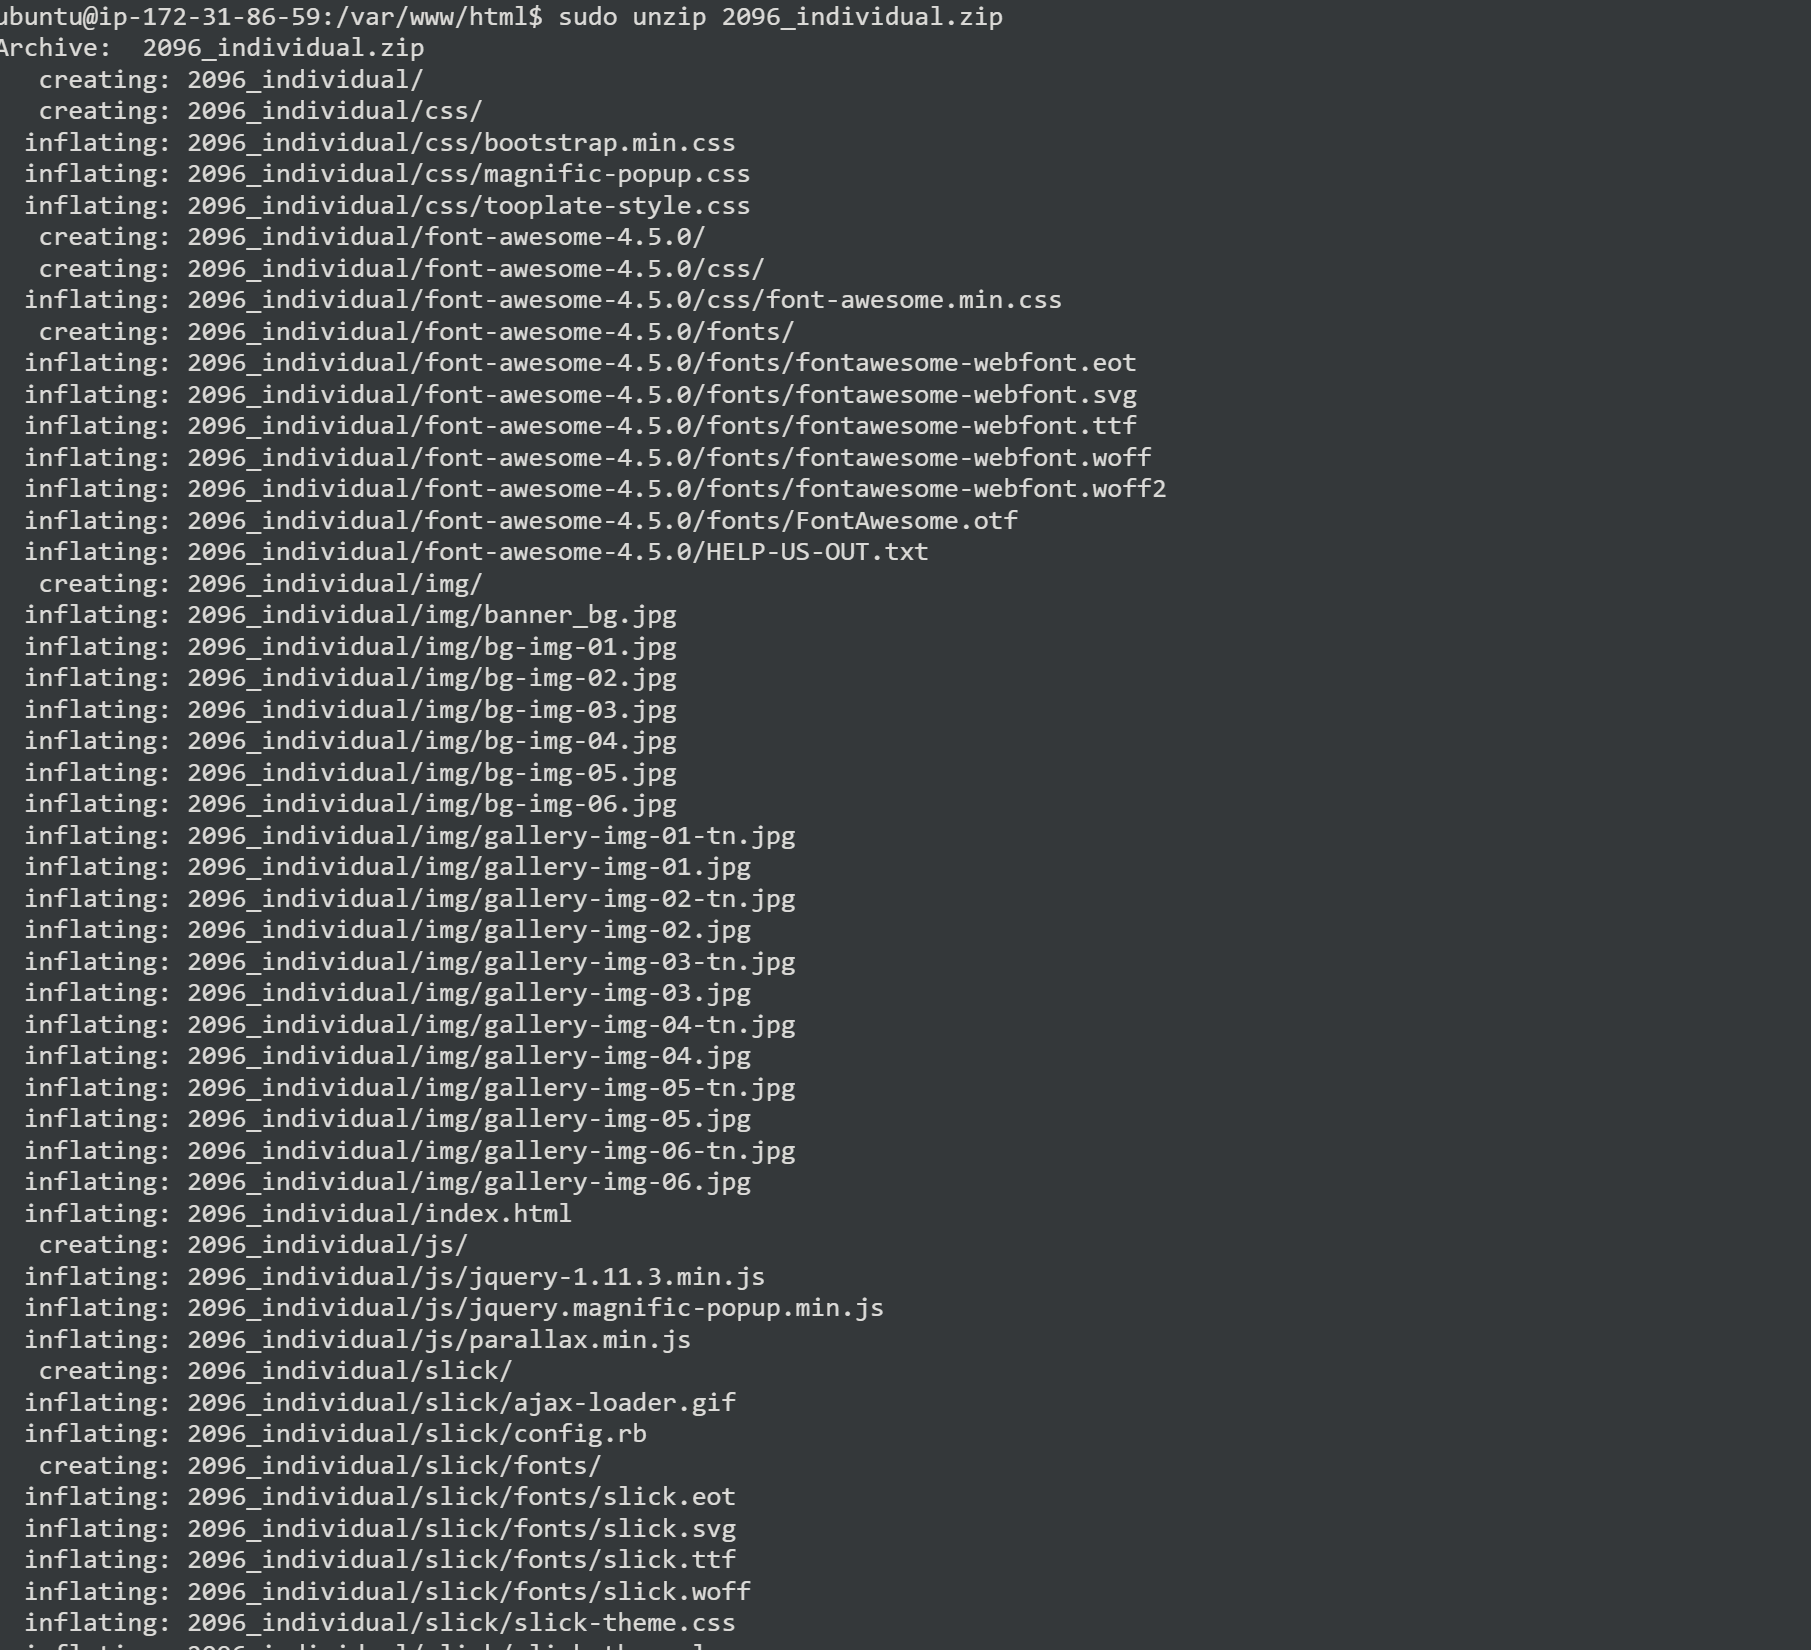 ubuntu@ip-172-31-86-59:/var/www/html$ sudo unzip 2096_individual.zip
Archive:  2096_individual.zip
   creating: 2096_individual/
   creating: 2096_individual/css/
  inflating: 2096_individual/css/bootstrap.min.css
  inflating: 2096_individual/css/magnific-popup.css
  inflating: 2096_individual/css/tooplate-style.css
   creating: 2096_individual/font-awesome-4.5.0/
   creating: 2096_individual/font-awesome-4.5.0/css/
  inflating: 2096_individual/font-awesome-4.5.0/css/font-awesome.min.css
   creating: 2096_individual/font-awesome-4.5.0/fonts/
  inflating: 2096_individual/font-awesome-4.5.0/fonts/fontawesome-webfont.eot
  inflating: 2096_individual/font-awesome-4.5.0/fonts/fontawesome-webfont.svg
  inflating: 2096_individual/font-awesome-4.5.0/fonts/fontawesome-webfont.ttf
  inflating: 2096_individual/font-awesome-4.5.0/fonts/fontawesome-webfont.woff
  inflating: 2096_individual/font-awesome-4.5.0/fonts/fontawesome-webfont.woff2
  inflating: 2096_individual/font-awesome-4.5.0/fonts/FontAwesome.otf
  inflating: 2096_individual/font-awesome-4.5.0/HELP-US-OUT.txt
   creating: 2096_individual/img/
  inflating: 2096_individual/img/banner_bg.jpg
  inflating: 2096_individual/img/bg-img-01.jpg
  inflating: 2096_individual/img/bg-img-02.jpg
  inflating: 2096_individual/img/bg-img-03.jpg
  inflating: 2096_individual/img/bg-img-04.jpg
  inflating: 2096_individual/img/bg-img-05.jpg
  inflating: 2096_individual/img/bg-img-06.jpg
  inflating: 2096_individual/img/gallery-img-01-tn.jpg
  inflating: 2096_individual/img/gallery-img-01.jpg
  inflating: 2096_individual/img/gallery-img-02-tn.jpg
  inflating: 2096_individual/img/gallery-img-02.jpg
  inflating: 2096_individual/img/gallery-img-03-tn.jpg
  inflating: 2096_individual/img/gallery-img-03.jpg
  inflating: 2096_individual/img/gallery-img-04-tn.jpg
  inflating: 2096_individual/img/gallery-img-04.jpg
  inflating: 2096_individual/img/gallery-img-05-tn.jpg
  inflating: 2096_individual/img/gallery-img-05.jpg
  inflating: 2096_individual/img/gallery-img-06-tn.jpg
  inflating: 2096_individual/img/gallery-img-06.jpg
  inflating: 2096_individual/index.html
   creating: 2096_individual/js/
  inflating: 2096_individual/js/jquery-1.11.3.min.js
  inflating: 2096_individual/js/jquery.magnific-popup.min.js
  inflating: 2096_individual/js/parallax.min.js
   creating: 2096_individual/slick/
  inflating: 2096_individual/slick/ajax-loader.gif
  inflating: 2096_individual/slick/config.rb
   creating: 2096_individual/slick/fonts/
  inflating: 2096_individual/slick/fonts/slick.eot
  inflating: 2096_individual/slick/fonts/slick.svg
  inflating: 2096_individual/slick/fonts/slick.ttf
  inflating: 2096_individual/slick/fonts/slick.woff
  inflating: 2096_individual/slick/slick-theme.css